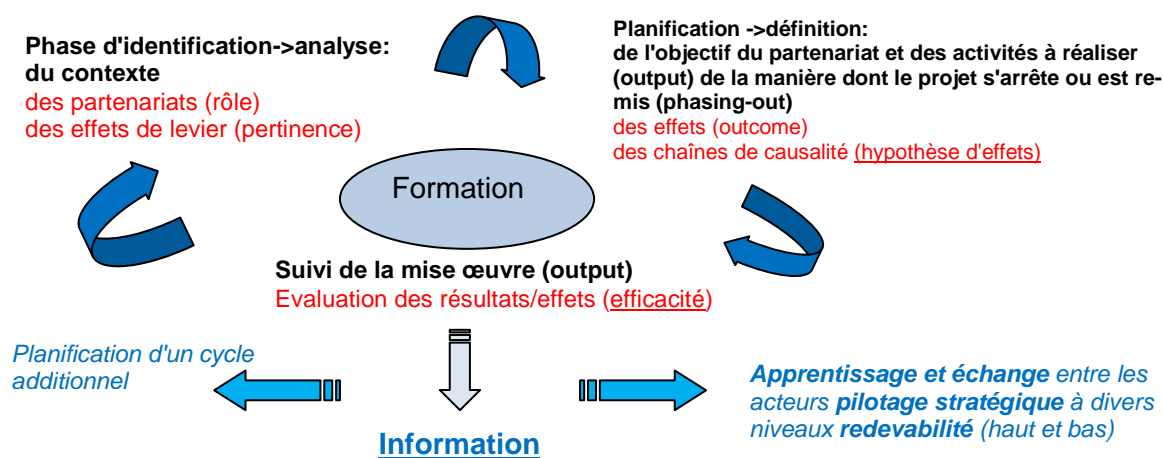 Phase d'identification->analyse:
du contexte
des partenariats (rôle)
des effets de levier (pertinence)
Planification ->définition:
de l'objectif du partenariat et des activités à réaliser
(output) de la manière dont le projet s'arrête ou est re-
mis (phasing-out)
des effets (outcome)
des chaînes de causalité (hypothèse d'effets)
Formation
Suivi de la mise œuvre (output)
Evaluation des résultats/effets (efficacité)
Planification d'un cycle
additionnel
Information
Apprentissage et échange entre les
acteurs pilotage stratégique à divers
niveaux redevabilité (haut et bas)